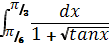 ∫_{π/6}^{π/3} dx / (1 + √tanx)